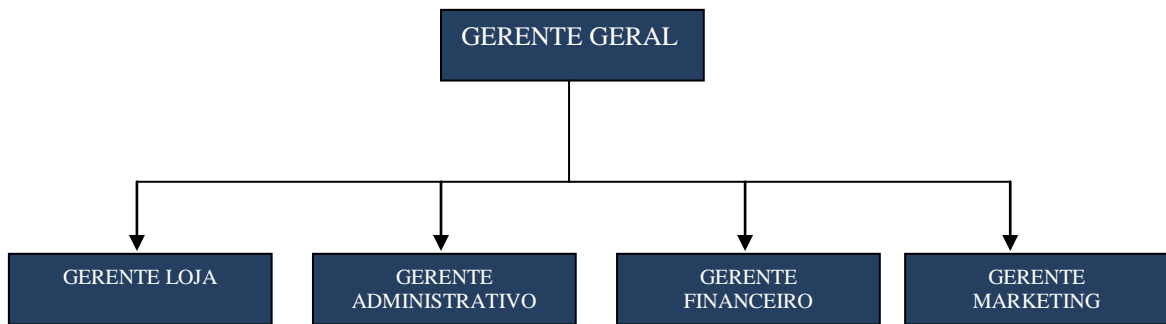 GERENTE GERAL
GERENTE LOJA
GERENTE
ADMINISTRATIVO
GERENTE
FINANCEIRO
GERENTE
MARKETING